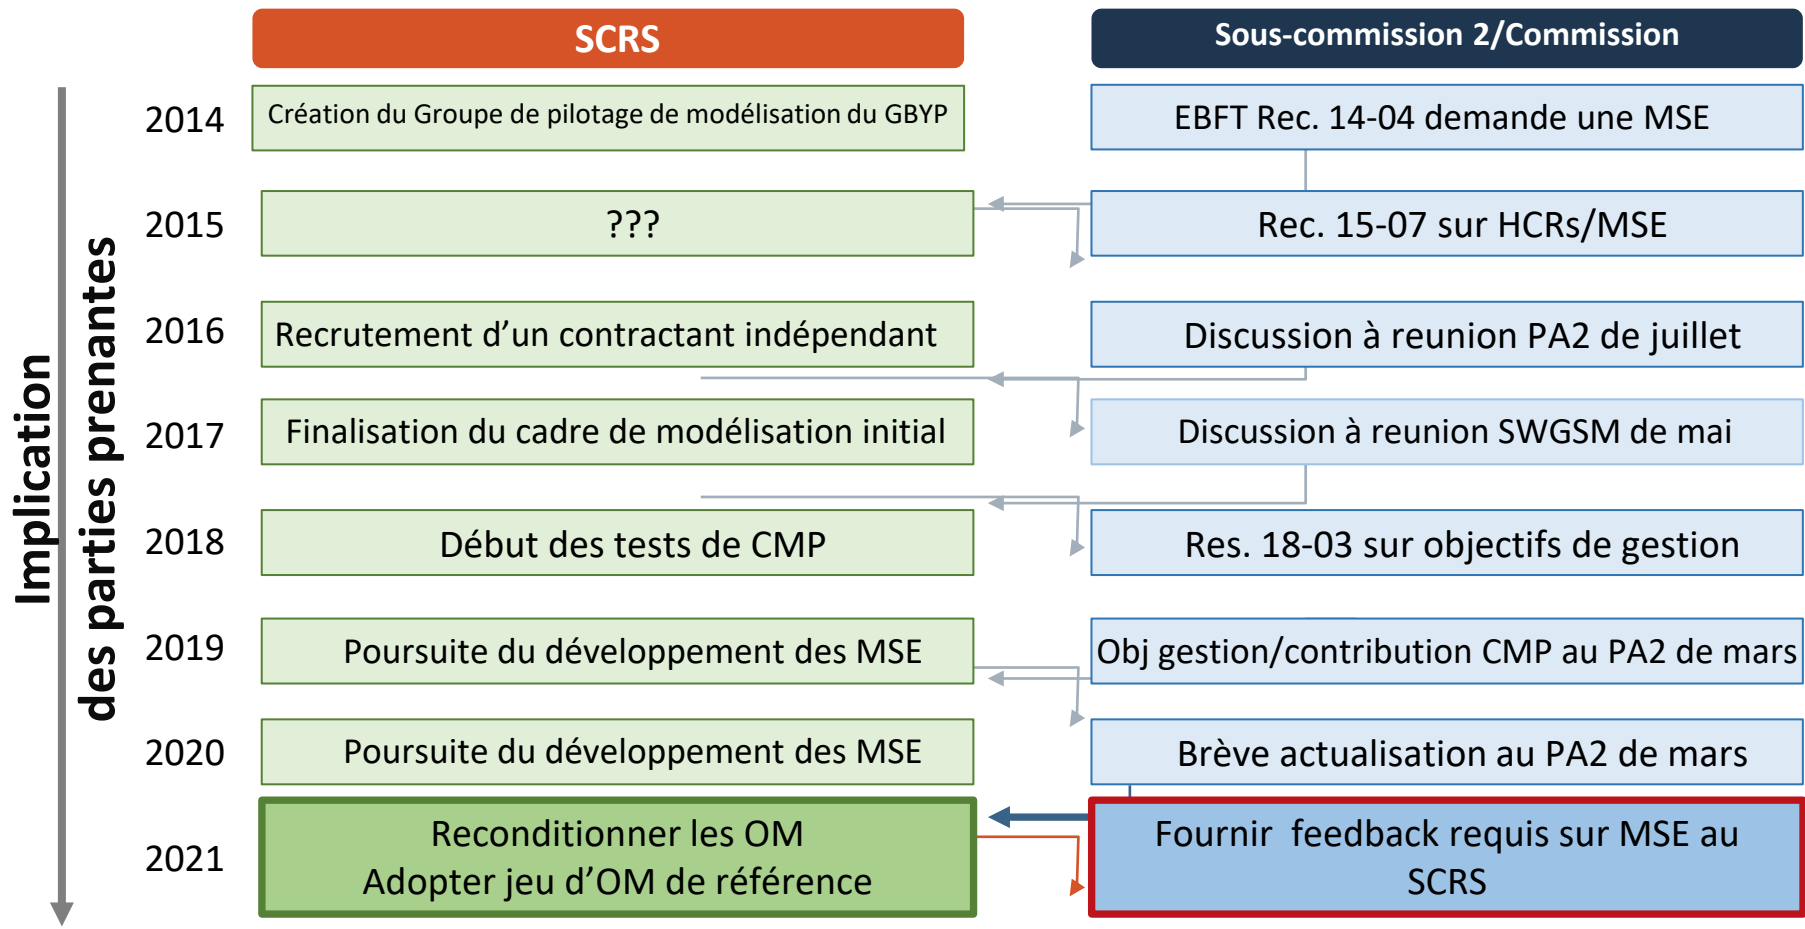 SCRS
Sous-commission 2/Commission
Implication
des parties prenantes
2014
Création du Groupe de pilotage de modélisation du GBYP
EBFT Rec. 14-04 demande une MSE
2015
???
Rec. 15-07 sur HCRs/MSE
2016
Recrutement d’un contractant indépendant
Discussion à reunion PA2 de juillet
2017
Finalisation du cadre de modélisation initial
Discussion à reunion SWGSM de mai
2018
Début des tests de CMP
Res. 18-03 sur objectifs de gestion
2019
Poursuite du développement des MSE
Obj gestion/contribution CMP au PA2 de mars
2020
Poursuite du développement des MSE
Brève actualisation au PA2 de mars
2021
Reconditionner les OM
Adopter jeu d’OM de référence
Fournir  feedback requis sur MSE au
SCRS